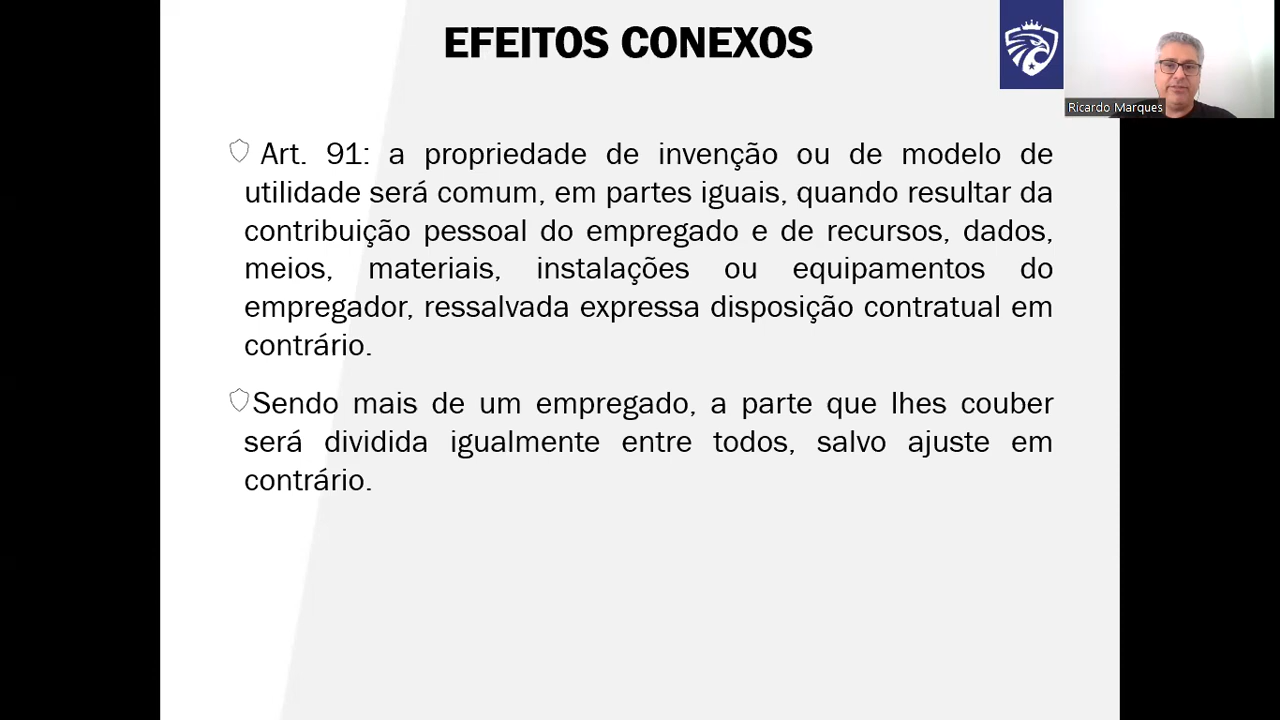 EFEITOS CONEXOS
Ricardo Marques
Art. 91: a propriedade de invenção ou de modelo de
utilidade será comum, em partes iguais, quando resultar da
contribuição pessoal do empregado e de recursos, dados,
meios, materiais, instalações ou equipamentos do
empregador, ressalvada expressa disposição contratual em
contrário.
Sendo mais de um empregado, a parte que lhes couber
será dividida igualmente entre todos, salvo ajuste em
contrário.